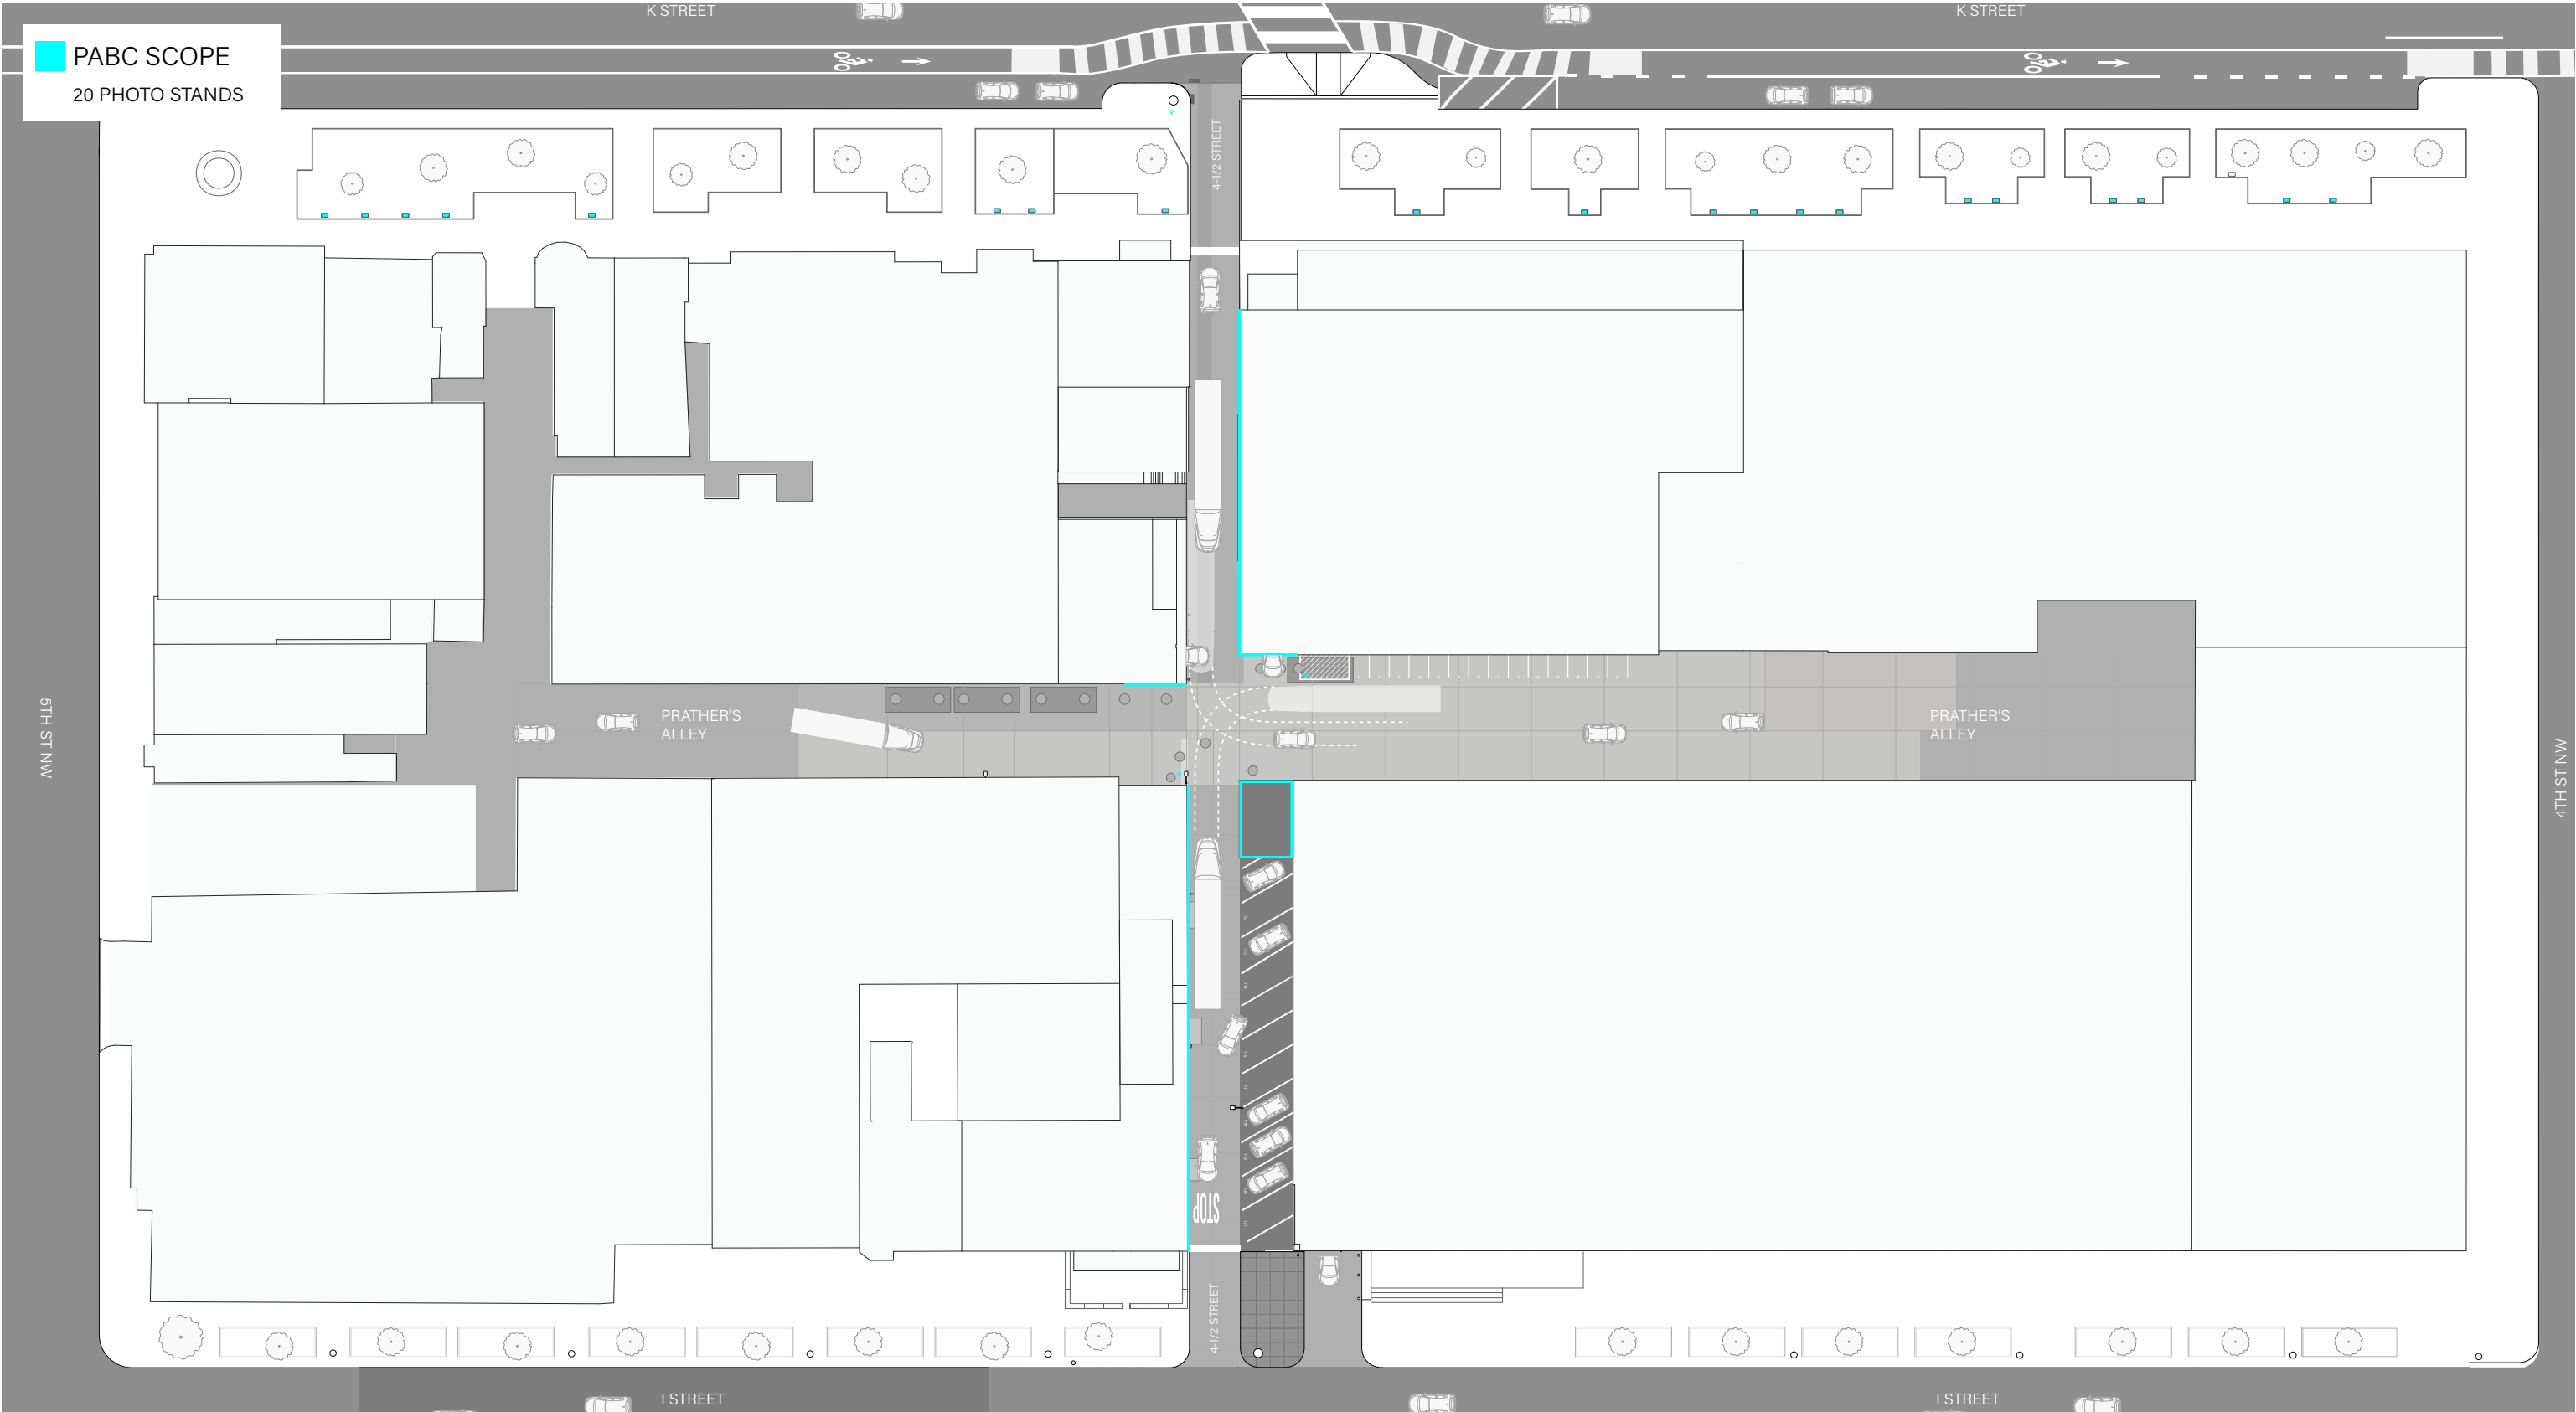 K STREET
K STREET
PABC SCOPE
20 PHOTO STANDS
4-1/2 STREET
5TH ST NW
PRATHER'S
ALLEY
PRATHER'S
ALLEY
4TH ST NW
STOP
4-1/2 STREET
I STREET
I STREET